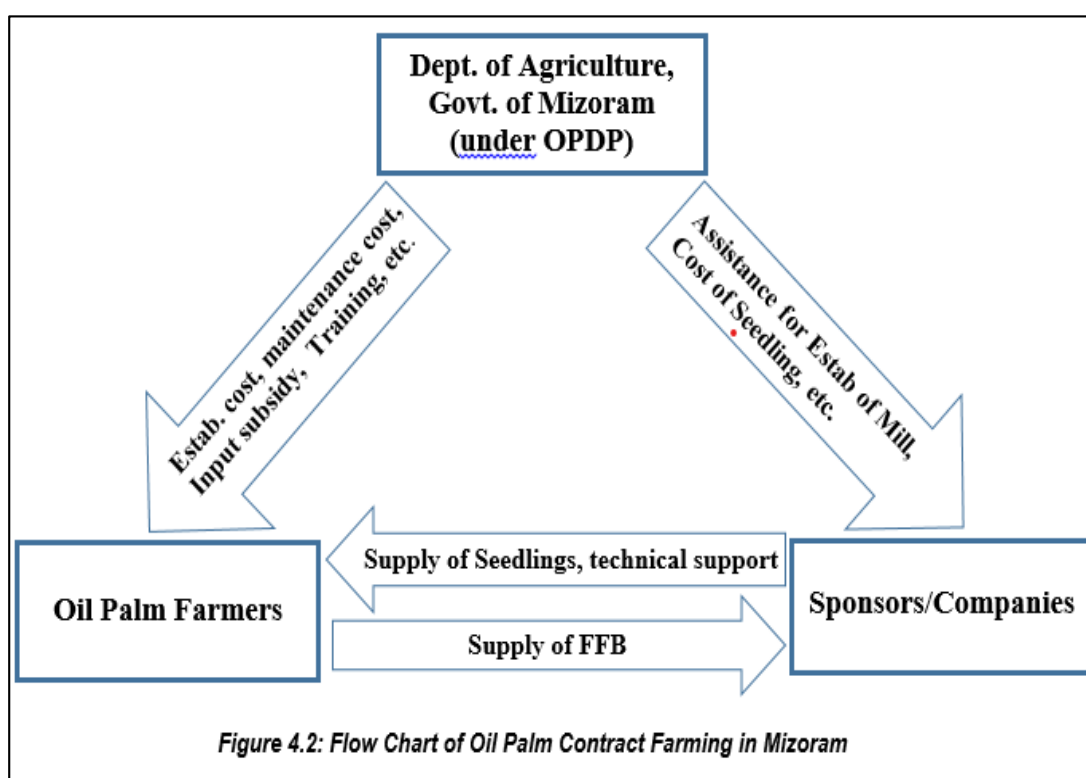 Dept. of Agriculture,
Govt. of Mizoram
(under OPDP)
Estab. cost, maintenance cost,
Input subsidy, Training, etc.
Assistance for Estab of Mill,
Cost of Seedling, etc.
Supply of Seedlings, technical support
Oil Palm Farmers
Sponsors/Companies
Supply of FFB
Figure 4.2: Flow Chart of Oil Palm Contract Farming in Mizoram